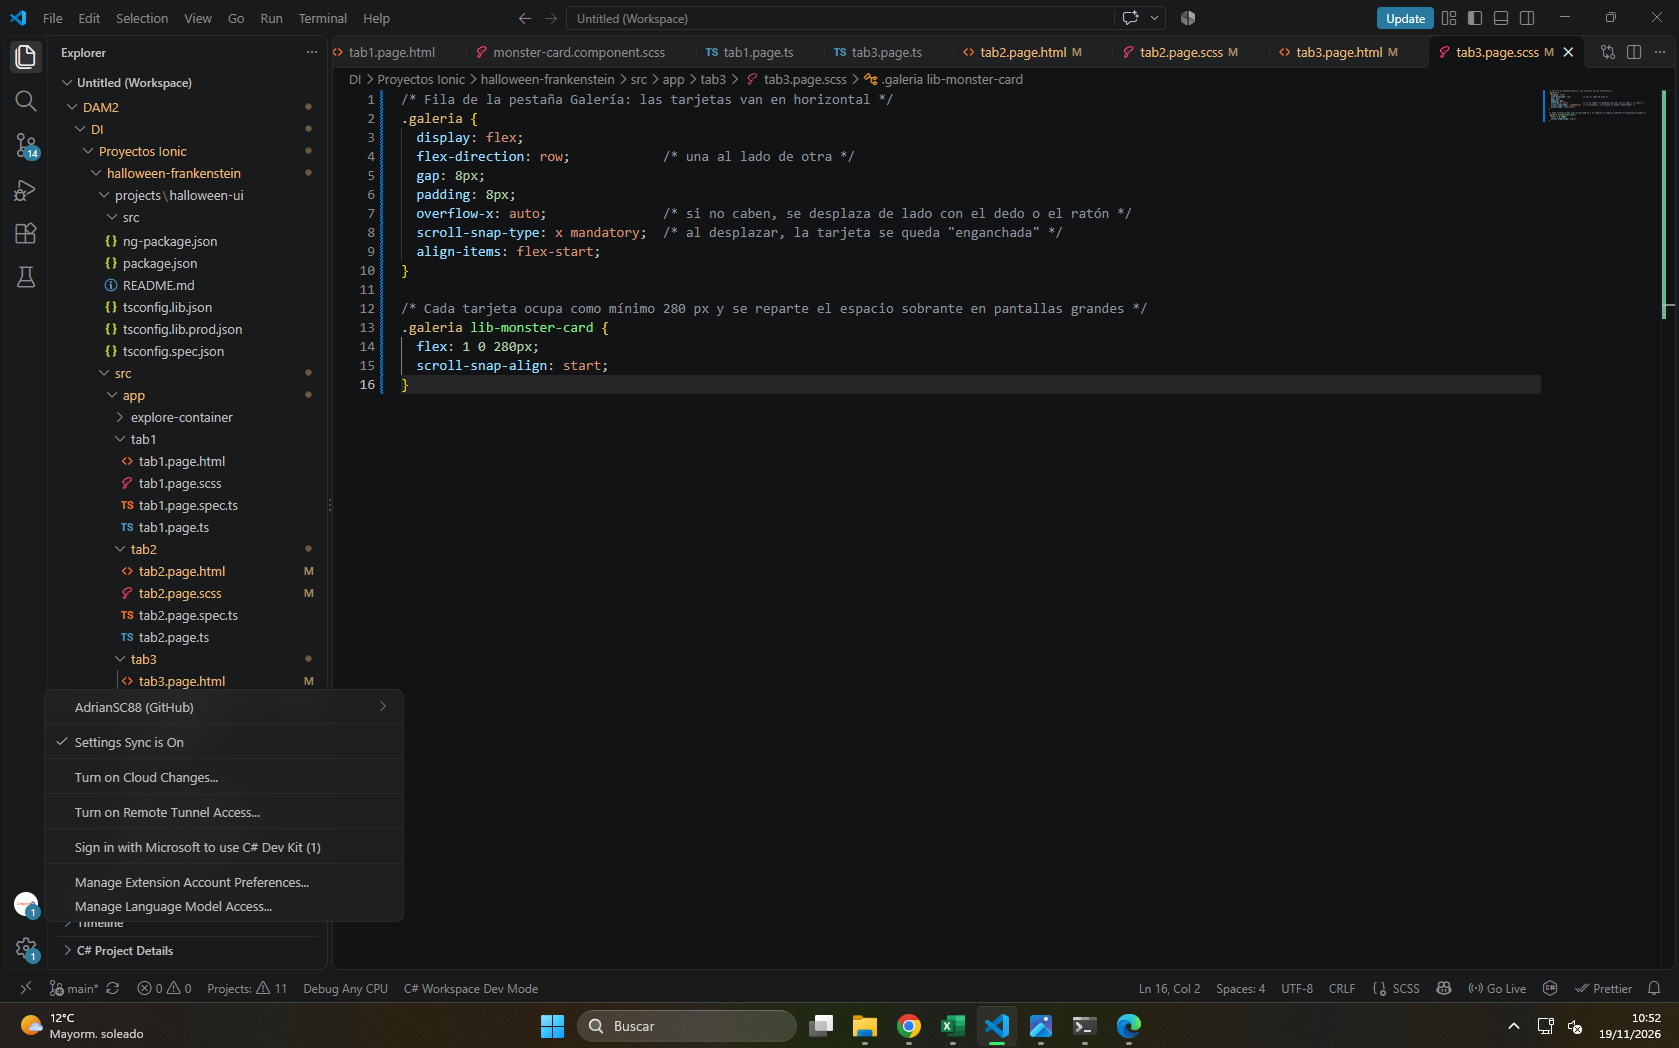 File Edit Selection View Go Run Terminal Help
Untitled (Workspace)
Update
Explorer
Untitled (Workspace)
DAM2
DI
Proyectos Ionic
halloween-frankenstein
projects\halloween-ui
src
{} ng-package.json
{} package.json
README.md
{} tsconfig.lib.json
{} tsconfig.lib.prod.json
{} tsconfig.spec.json
src
app
explore-container
tab1
<> tab1.page.html
tab1.page.scss
TS tab1.page.spec.ts
TS tab1.page.ts
tab2
<> tab2.page.html M
tab2.page.scss M
TS tab2.page.spec.ts
TS tab2.page.ts
tab3
<> tab3.page.html M
AdrianSC88 (GitHub)
Settings Sync is On
Turn on Cloud Changes...
Turn on Remote Tunnel Access...
Sign in with Microsoft to use C# Dev Kit (1)
Manage Extension Account Preferences...
Manage Language Model Access...
Timeline
C# Project Details
14
1
1
<> tab1.page.html monster-card.component.scss TS tab1.page.ts TS tab3.page.ts <> tab2.page.html M tab2.page.scss M <> tab3.page.html M tab3.page.scss M
DI > Proyectos Ionic > halloween-frankenstein > src > app > tab3 > tab3.page.scss > .galeria lib-monster-card
1 /* Fila de la pestaña Galería: las tarjetas van en horizontal */
2 .galeria {
3 display: flex;
4 flex-direction: row; /* una al lado de otra */
5 gap: 8px;
6 padding: 8px;
7 overflow-x: auto; /* si no caben, se desplaza de lado con el dedo o el ratón */
8 scroll-snap-type: x mandatory; /* al desplazar, la tarjeta se queda "enganchada" */
9 align-items: flex-start;
10 }
11
12 /* Cada tarjeta ocupa como mínimo 280 px y se reparte el espacio sobrante en pantallas grandes */
13 .galeria lib-monster-card {
14 flex: 1 0 280px;
15 scroll-snap-align: start;
16 }
main* 0 0 Projects: 11 Debug Any CPU C# Workspace Dev Mode
Ln 16, Col 2 Spaces: 4 UTF-8 CRLF {} SCSS Go Live Prettier
12°C
Mayorm. soleado
Buscar
10:52
19/11/2026